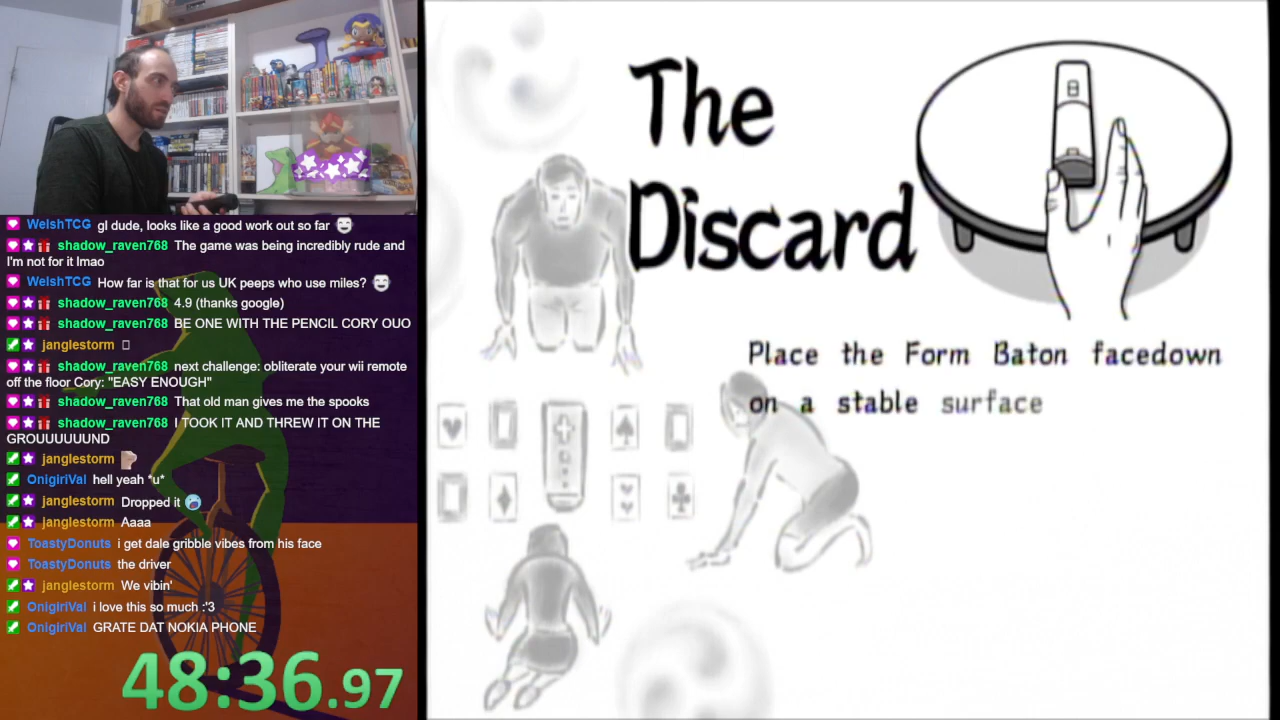 WelshTCG gl dude, looks like a good work out so far
shadow_raven768 The game was being incredibly rude and
I'm not for it lmao
WelshTCG How far is that for us UK peeps who use miles?
shadow_raven768 4.9 (thanks google)
shadow_raven768 BE ONE WITH THE PENCIL CORY OUO
janglestorm
shadow_raven768 next challenge: obliterate your wii remote
off the floor Cory: "EASY ENOUGH"
shadow_raven768 That old man gives me the spooks
shadow_raven768 I TOOK IT AND THREW IT ON THE
GROUUUUUUND
janglestorm
OnigiriVal hell yeah *u*
janglestorm Dropped it
janglestorm Aaaa
ToastyDonuts i get dale gribble vibes from his face
ToastyDonuts the driver
janglestorm We vibin'
OnigiriVal i love this so much :'3
OnigiriVal GRATE DAT NOKIA PHONE
48:36.97
The
Discard
Place the Form Baton facedown
on a stable surface